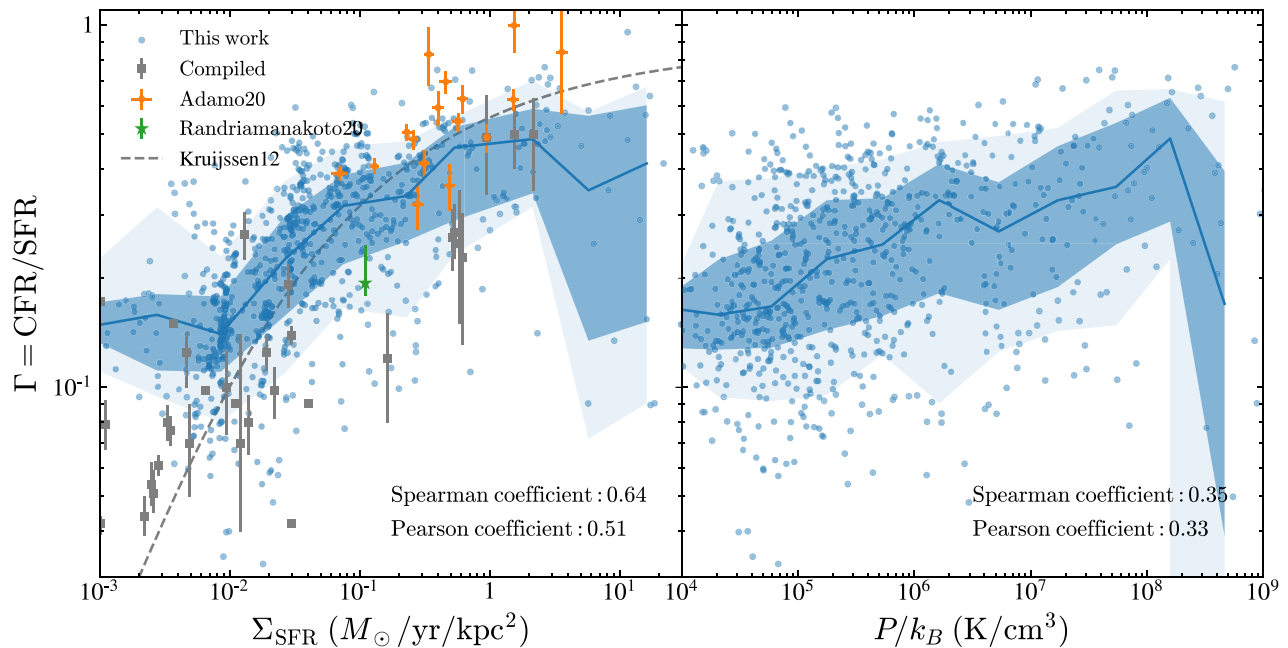 1
This work
Compiled
Adamo20
Randriamanakoto20
Kruijssen12
Γ = CFR/SFR
10⁻¹
Spearman coefficient : 0.64
Pearson coefficient : 0.51
Spearman coefficient : 0.35
Pearson coefficient : 0.33
10⁻³ 10⁻² 10⁻¹ 1 10¹ 10⁴ 10⁵ 10⁶ 10⁷ 10⁸ 10⁹
Σ_SFR (M_⊙/yr/kpc²)
P/k_B (K/cm³)